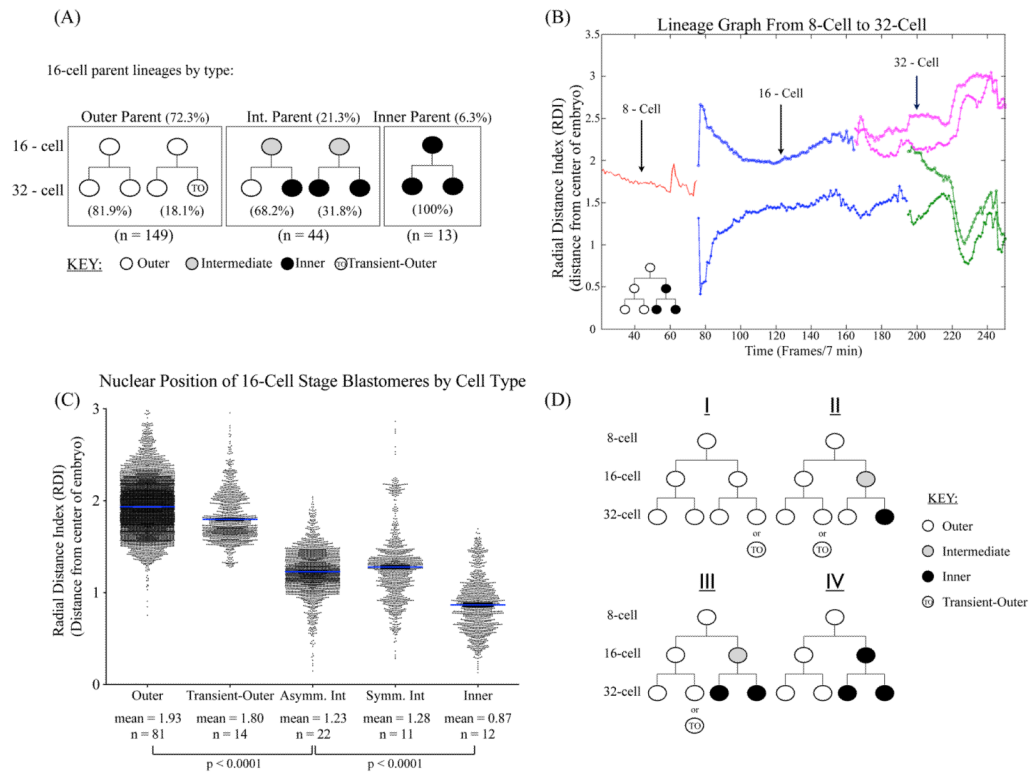 (A)
16-cell parent lineages by type:
Outer Parent (72.3%) Int. Parent (21.3%) Inner Parent (6.3%)
16 - cell
32 - cell
TO
(81.9%) (18.1%) (68.2%) (31.8%) (100%)
(n = 149) (n = 44) (n = 13)
KEY: Outer Intermediate Inner TO Transient-Outer
(B)
Lineage Graph From 8-Cell to 32-Cell
Radial Distance Index (RDI)
(distance from center of embryo)
3.5
3
2.5
2
1.5
1
0.5
0
8 - Cell
16 - Cell
32 - Cell
20 40 60 80 100 120 140 160 180 200 220 240
Time (Frames/7 min)
Nuclear Position of 16-Cell Stage Blastomeres by Cell Type
(C)
Radial Distance Index (RDI)
(Distance from center of embryo)
3
2
1
0
Outer Transient-Outer Asymm. Int Symm. Int Inner
mean = 1.93 mean = 1.80 mean = 1.23 mean = 1.28 mean = 0.87
n = 81 n = 14 n = 22 n = 11 n = 12
p < 0.0001 p < 0.0001
(D)
I II
8-cell
16-cell
32-cell
or or
TO TO
III IV
8-cell
16-cell
32-cell
or
TO
KEY:
Outer
Intermediate
Inner
TO Transient-Outer